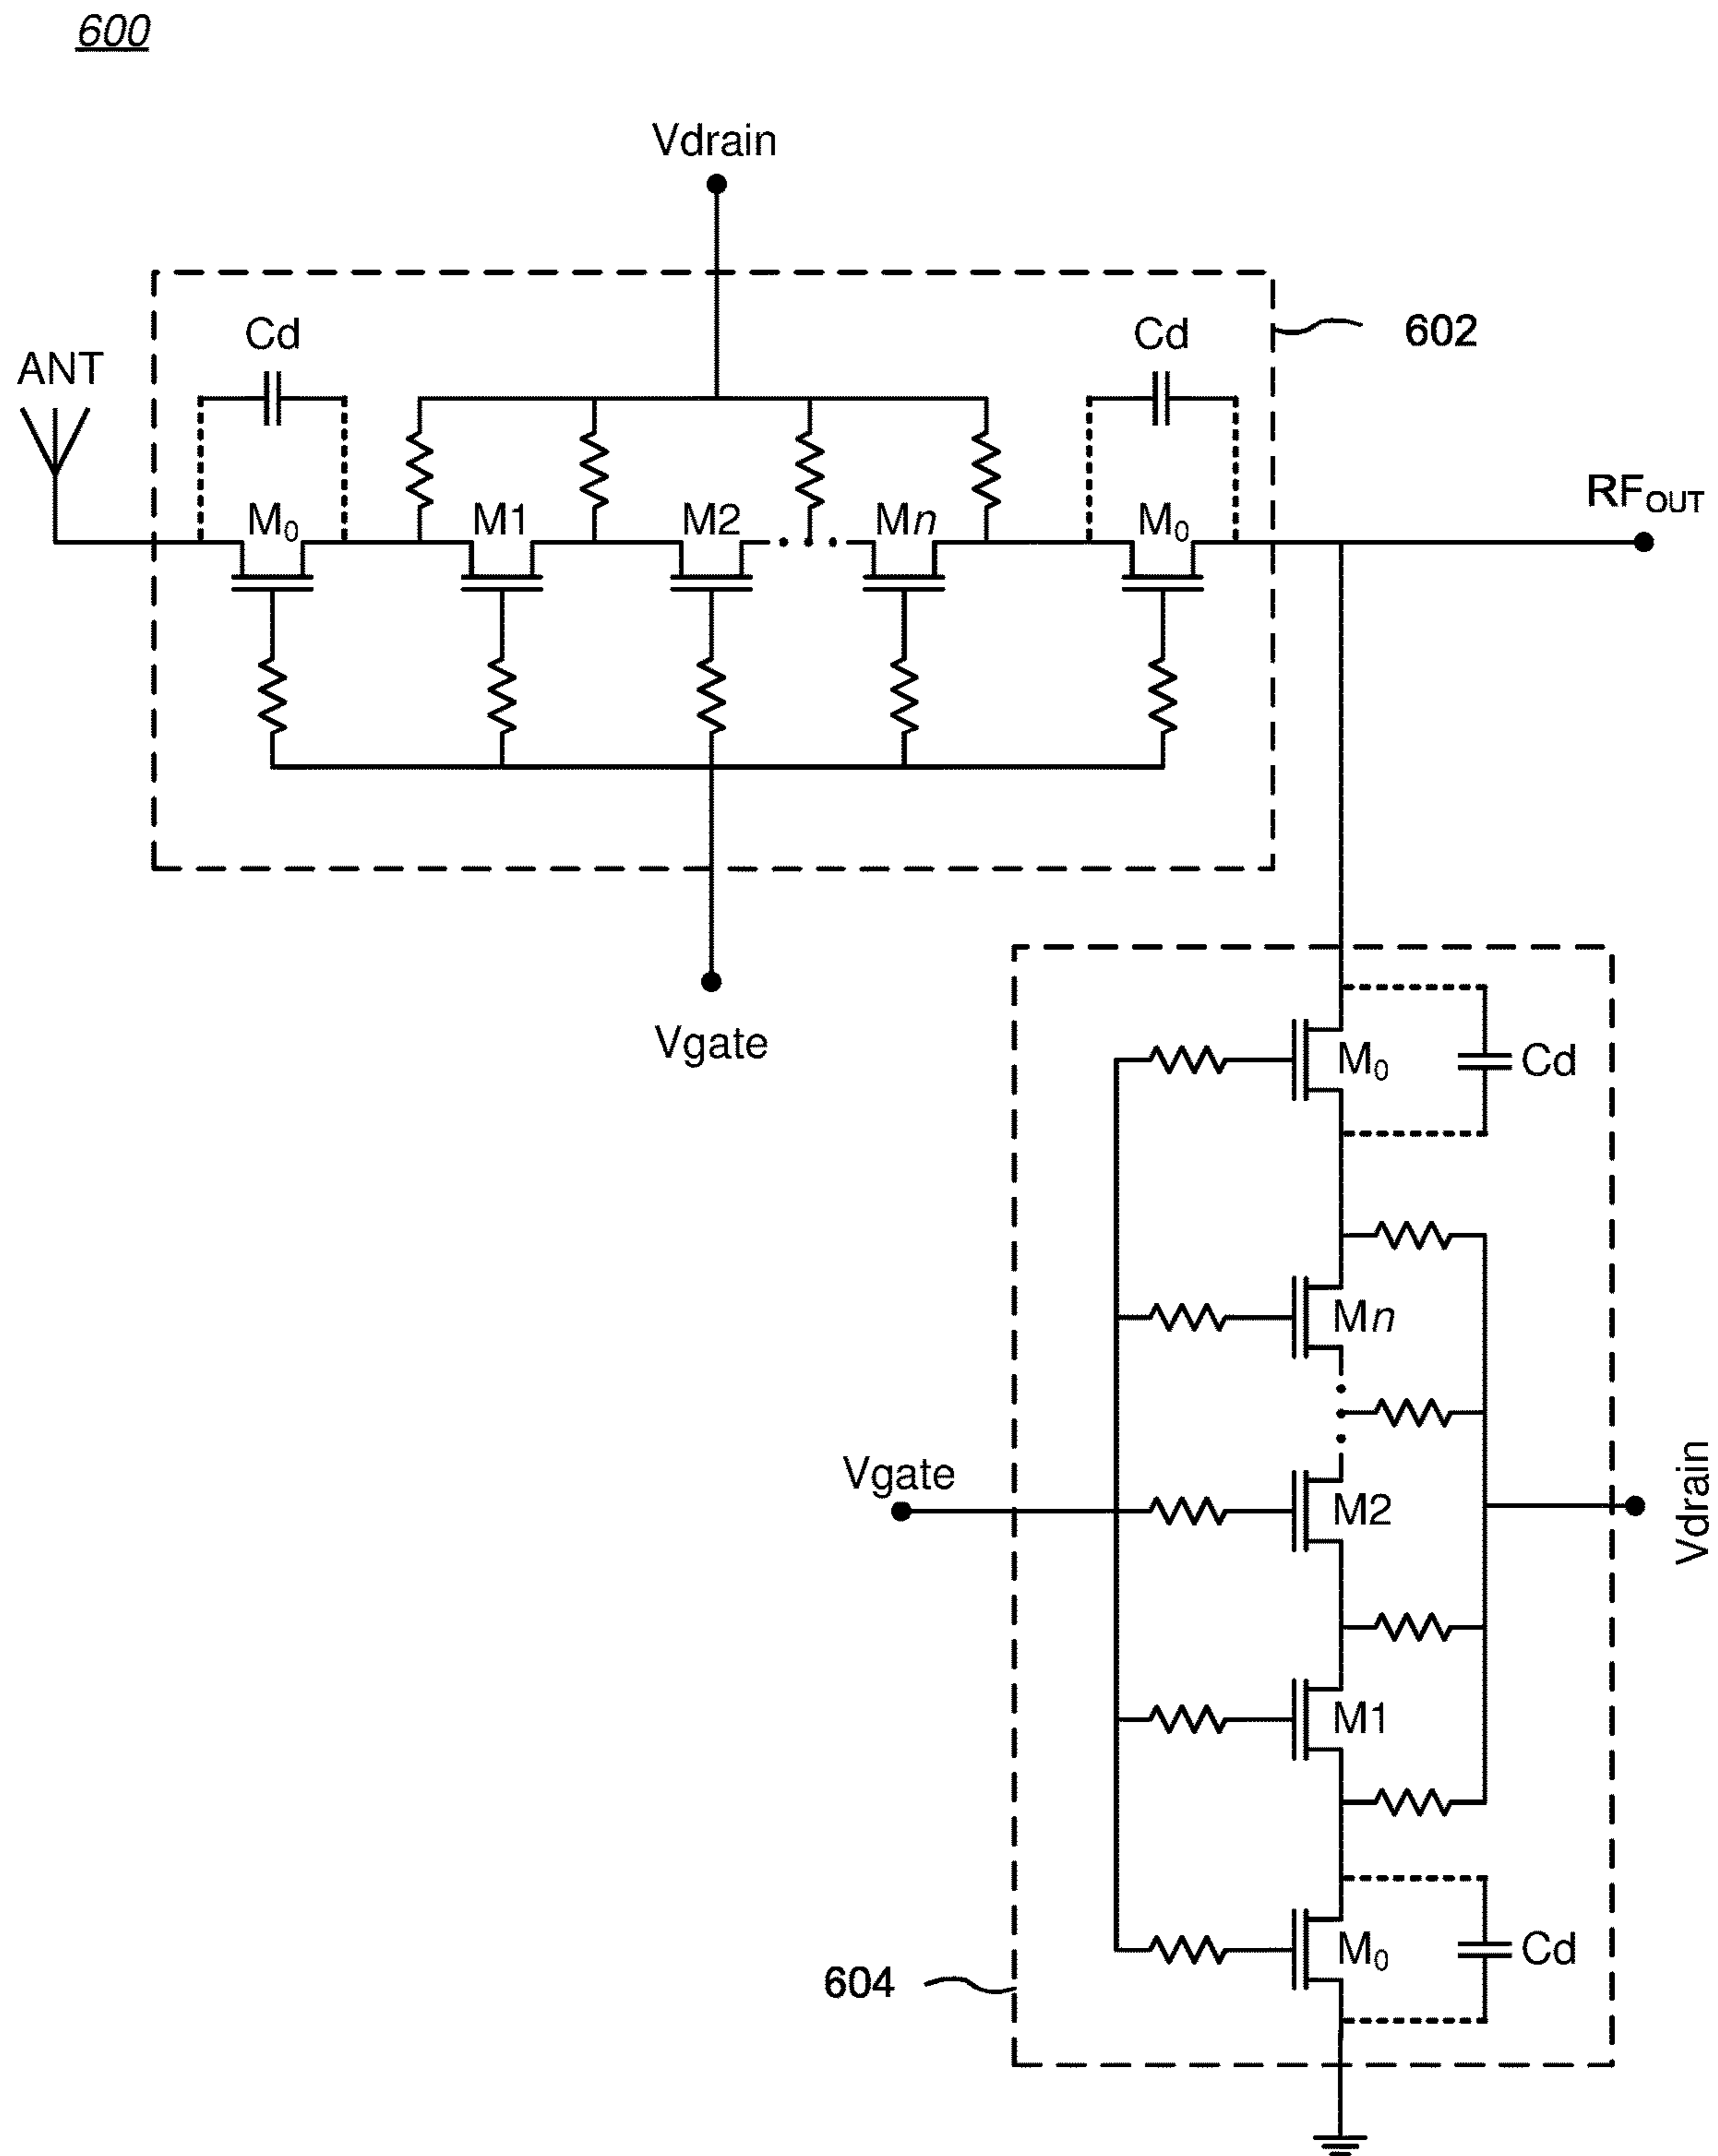 600
Vdrain
Cd
Cd
602
ANT
RF_OUT
M₀
M1
M2
Mn
M₀
Vgate
M₀
Cd
Mn
Vgate
M2
Vdrain
M1
M₀
Cd
604